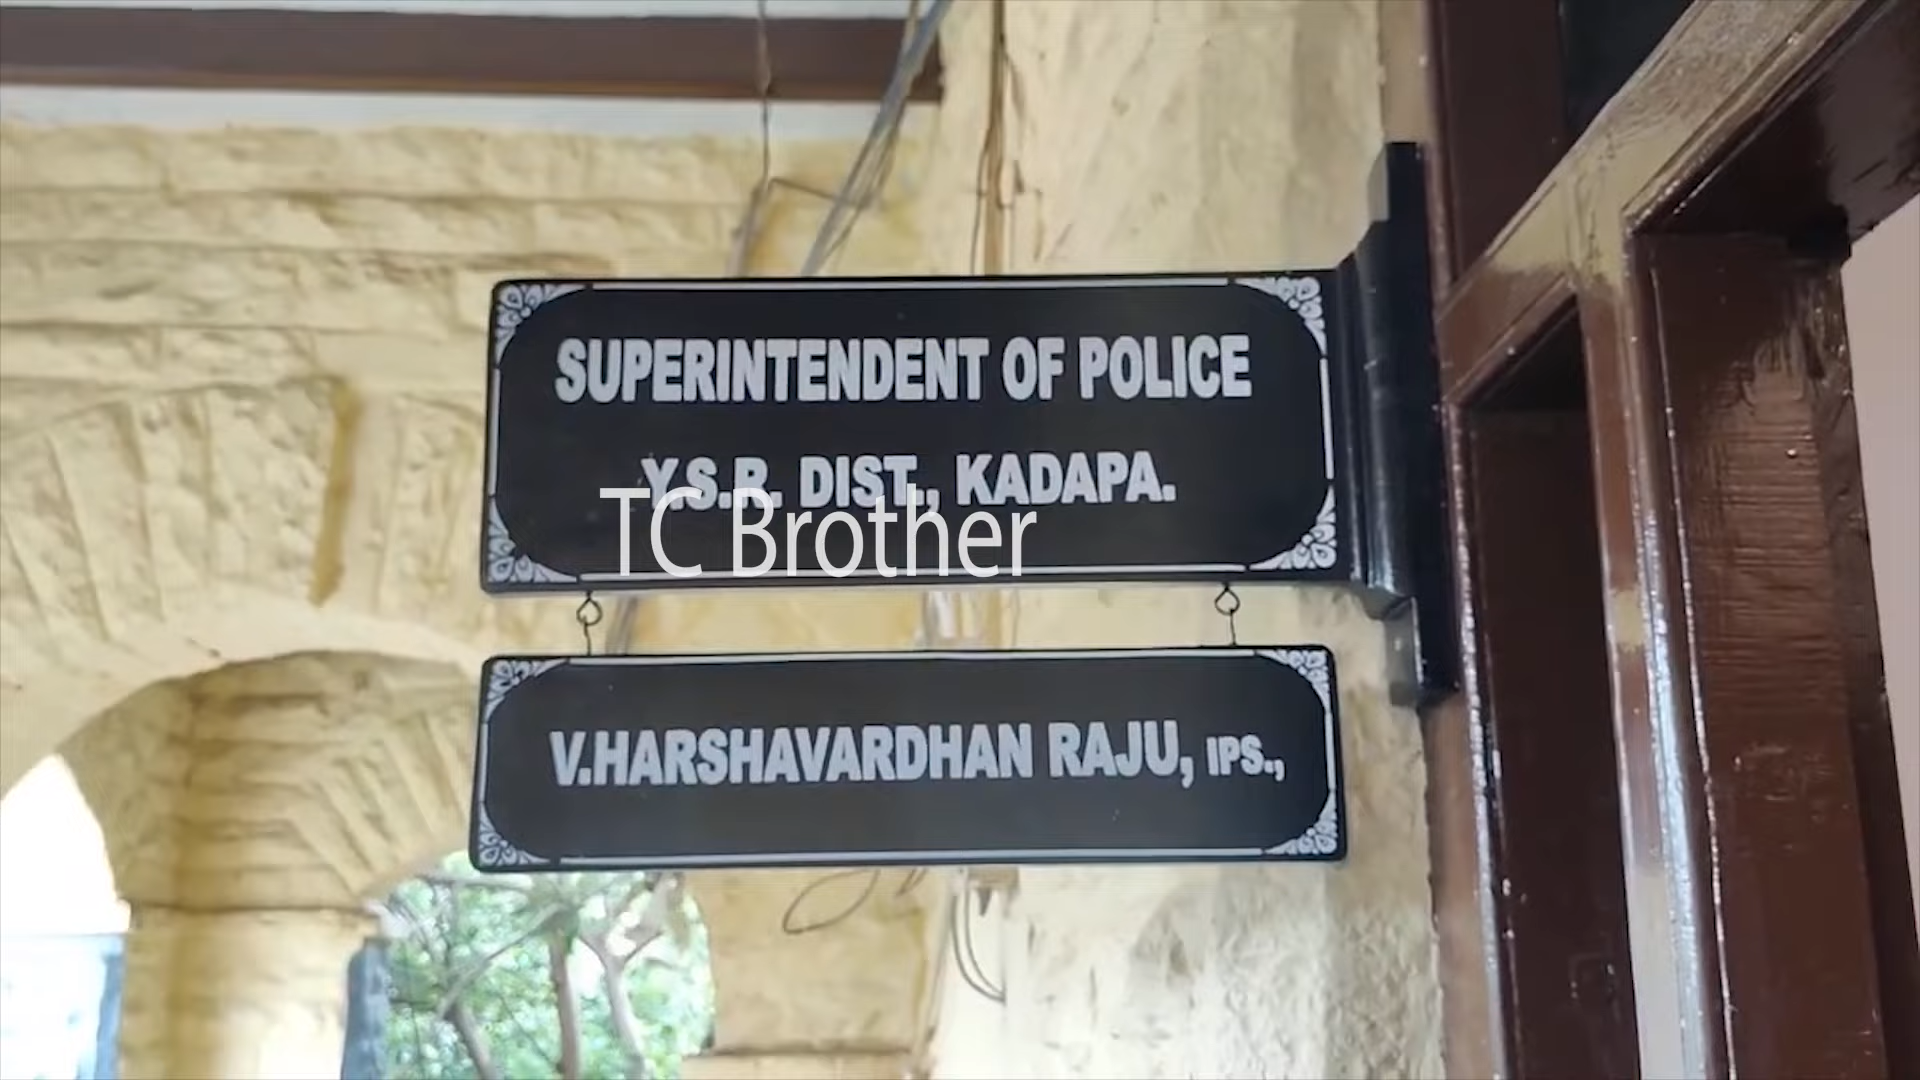 SUPERINTENDENT OF POLICE
Y.S.R. DIST., KADAPA.
TC Brother
V.HARSHAVARDHAN RAJU, IPS.,